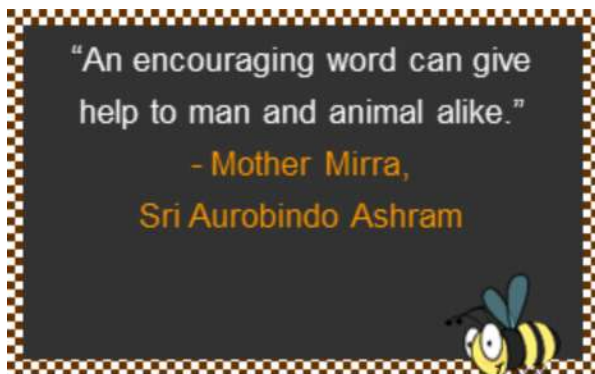 “An encouraging word can give
help to man and animal alike.”
- Mother Mirra,
Sri Aurobindo Ashram